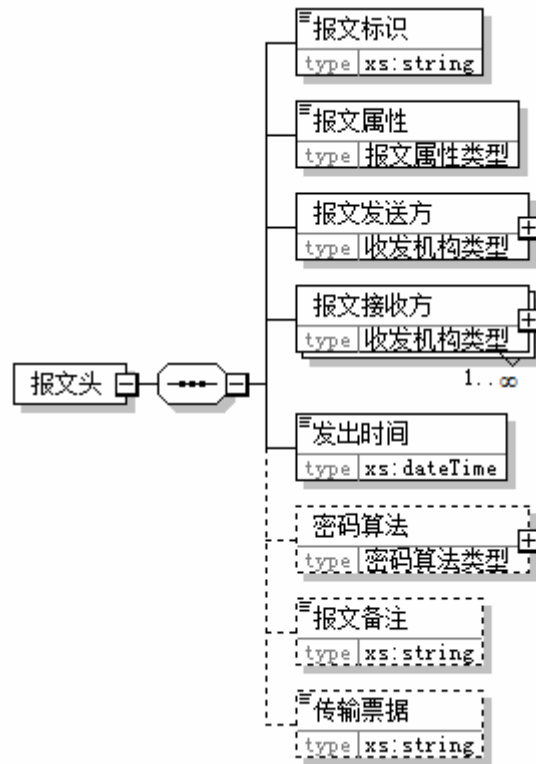 报文标识
type xs:string
报文属性
type 报文属性类型
报文发送方
type 收发机构类型
报文接收方
type 收发机构类型
1..∞
报文头
发出时间
type xs:dateTime
密码算法
type 密码算法类型
报文备注
type xs:string
传输票据
type xs:string